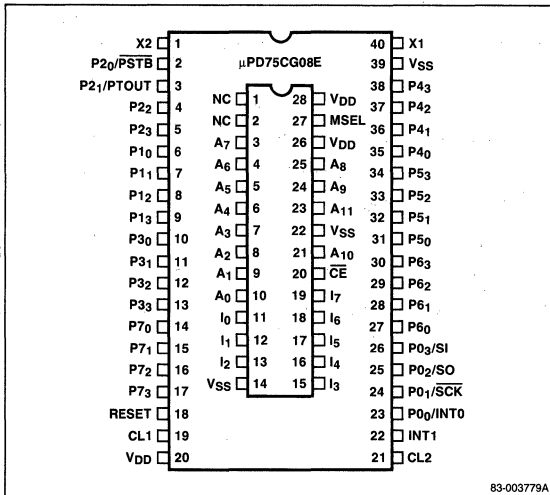 X2 1 40 X1
P2₀/P̅S̅T̅B̅ 2 μPD75CG08E 39 VSS
P2₁/PTOUT 3 38 P4₃
P2₂ 4 NC 1 28 VDD 37 P4₂
P2₃ 5 NC 2 27 MSEL 36 P4₁
P1₀ 6 A₇ 3 26 VDD 35 P4₀
P1₁ 7 A₆ 4 25 A₈ 34 P5₃
P1₂ 8 A₅ 5 24 A₉ 33 P5₂
P1₃ 9 A₄ 6 23 A₁₁ 32 P5₁
P3₀ 10 A₃ 7 22 VSS 31 P5₀
P3₁ 11 A₂ 8 21 A₁₀ 30 P6₃
P3₂ 12 A₁ 9 20 C̅E̅ 29 P6₂
P3₃ 13 A₀ 10 19 I₇ 28 P6₁
P7₀ 14 I₀ 11 18 I₆ 27 P6₀
P7₁ 15 I₁ 12 17 I₅ 26 P0₃/SI
P7₂ 16 I₂ 13 16 I₄ 25 P0₂/SO
P7₃ 17 VSS 14 15 I₃ 24 P0₁/S̅C̅K̅
RESET 18 23 P0₀/INT0
CL1 19 22 INT1
VDD 20 21 CL2
83-003779A